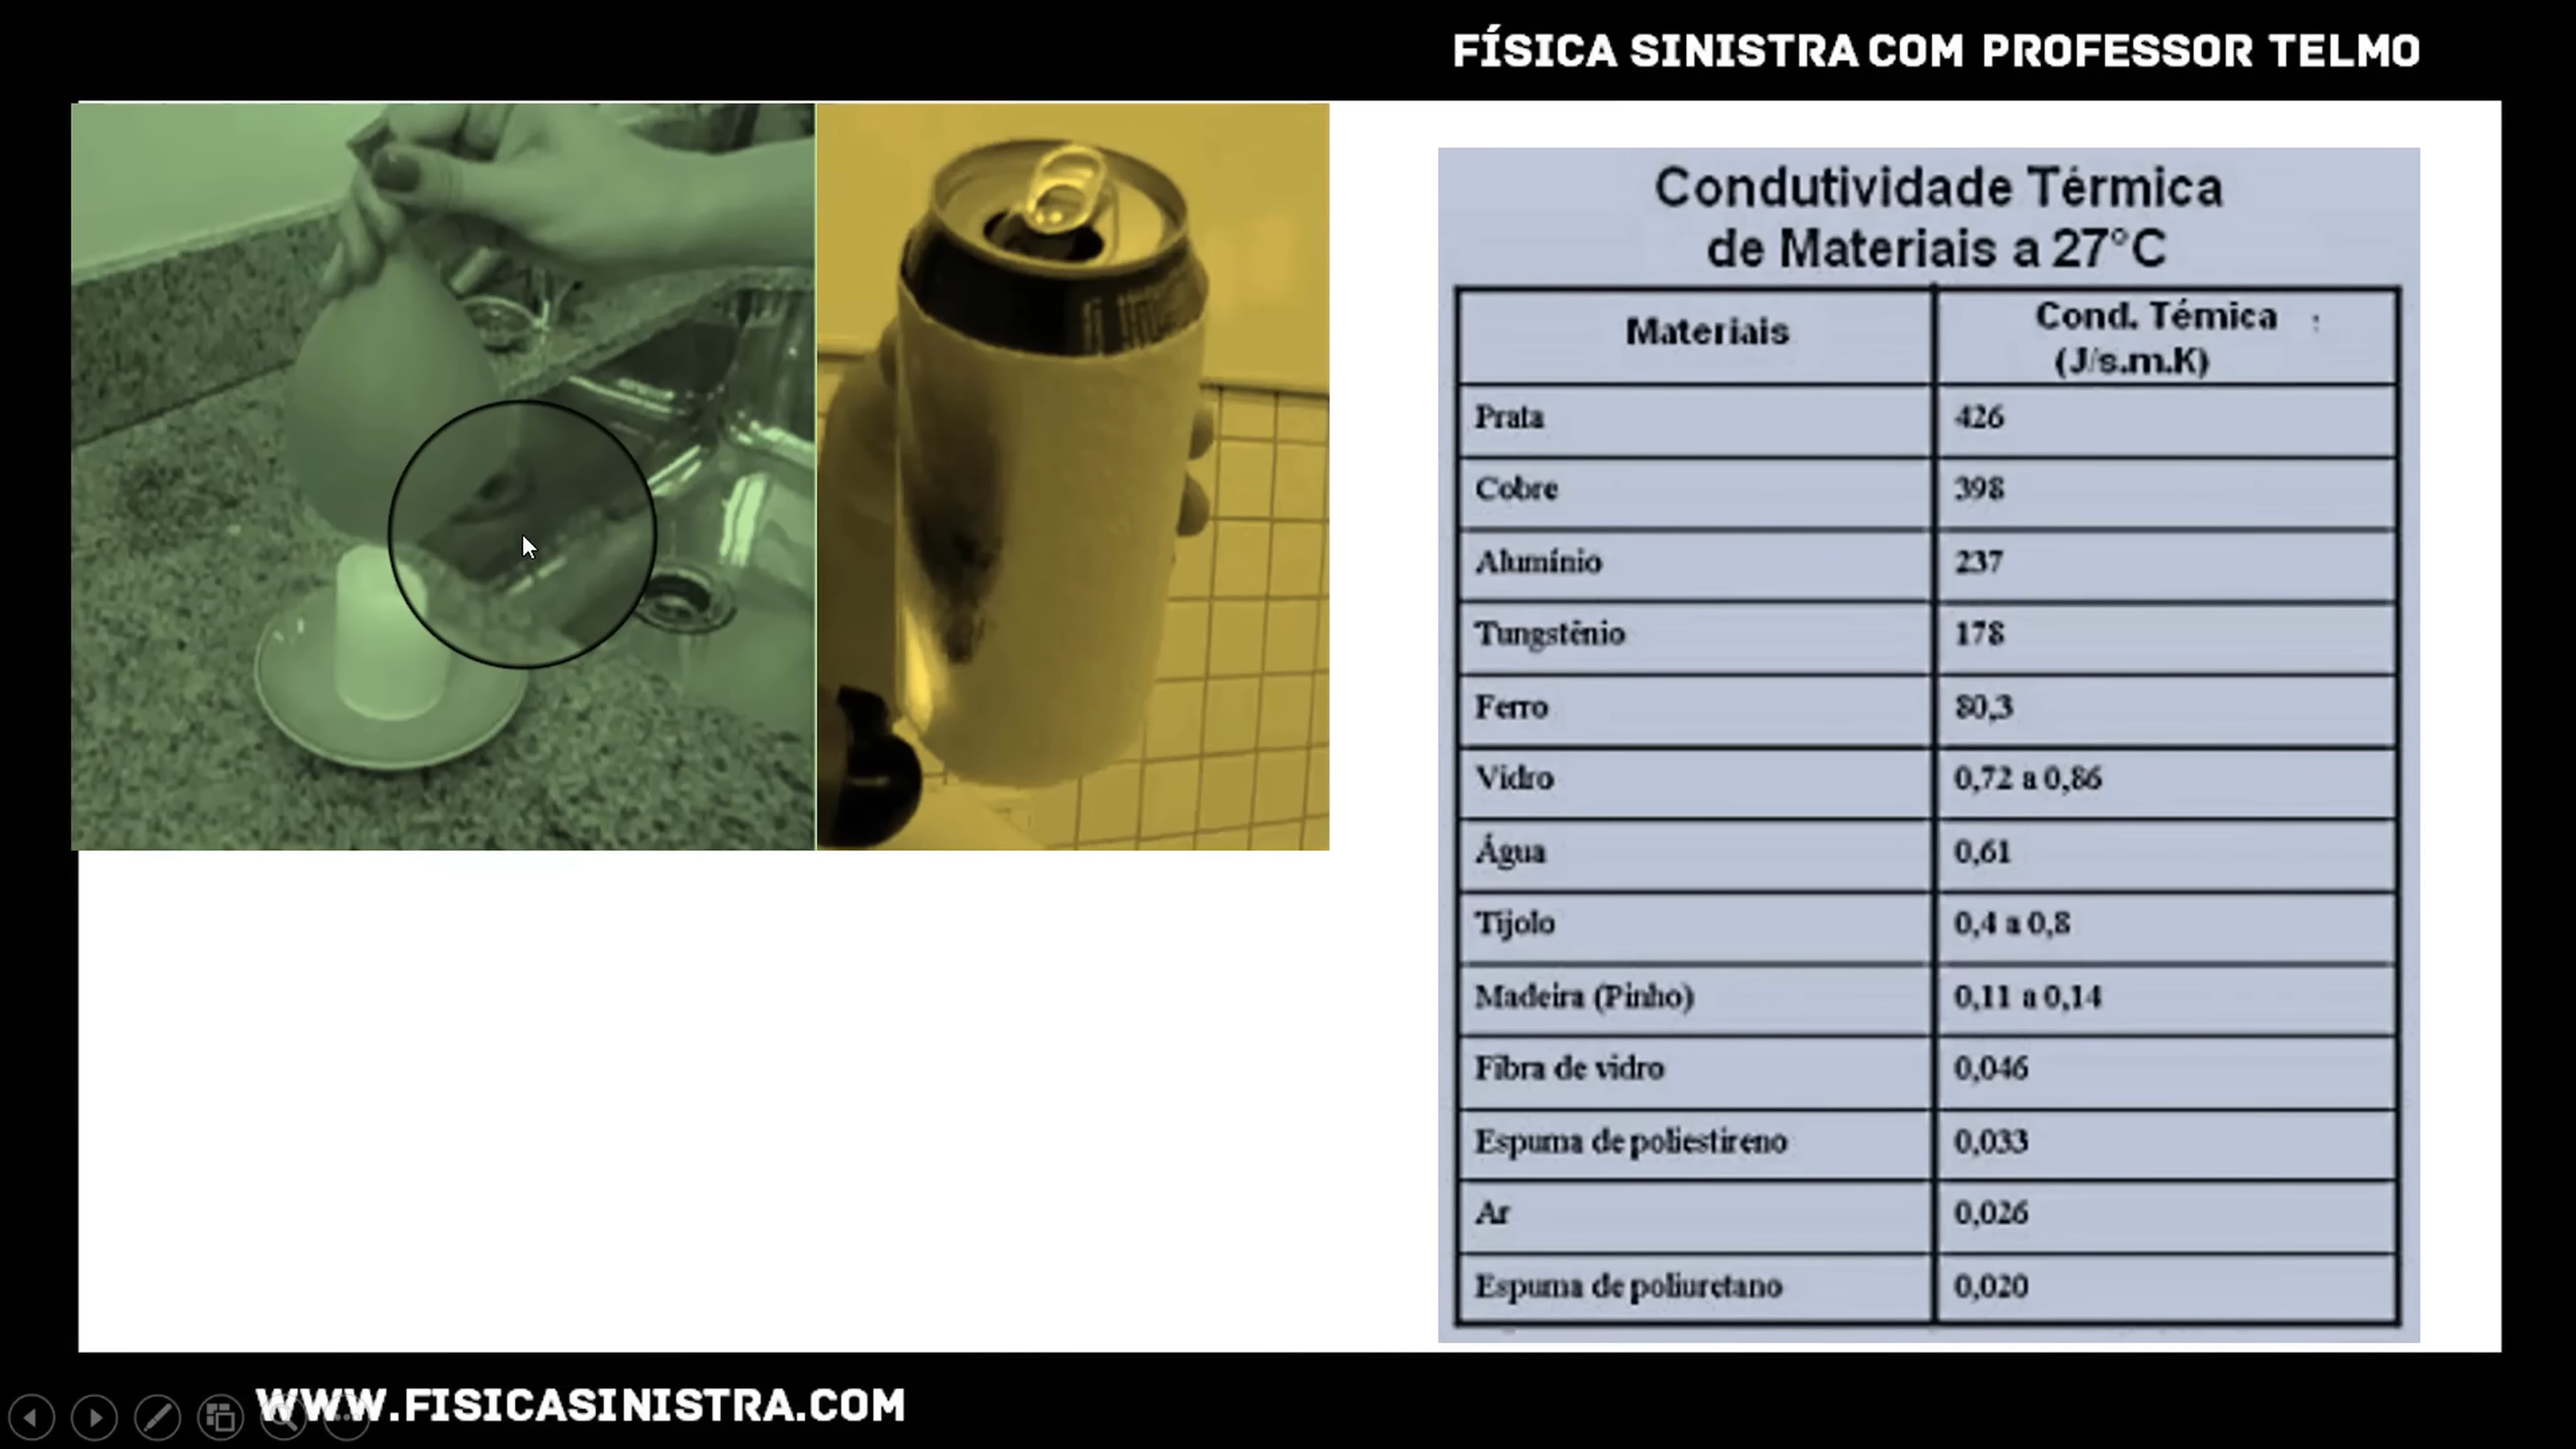 FÍSICA SINISTRA COM PROFESSOR TELMO
Condutividade Térmica
de Materiais a 27°C
Materiais
Cond. Témica :
(J/s.m.K)
Prata 426
Cobre 398
Alumínio 237
Tungstênio 178
Ferro 80,3
Vidro 0,72 a 0,86
Água 0,61
Tijolo 0,4 a 0,8
Madeira (Pinho) 0,11 a 0,14
Fibra de vidro 0,046
Espuma de poliestireno 0,033
Ar 0,026
Espuma de poliuretano 0,020
WWW.FISICASINISTRA.COM